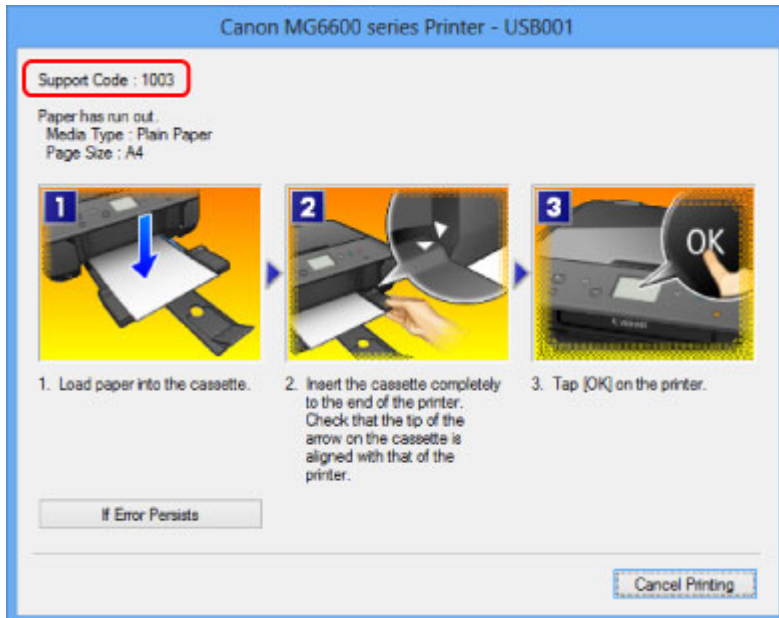 Canon MG6600 series Printer - USB001
Support Code : 1003
Paper has run out.
Media Type : Plain Paper
Page Size : A4
1
2
3
OK
Canon
1. Load paper into the cassette.
2. Insert the cassette completely
to the end of the printer.
Check that the tip of the
arrow on the cassette is
aligned with that of the
printer.
3. Tap [OK] on the printer.
If Error Persists
Cancel Printing